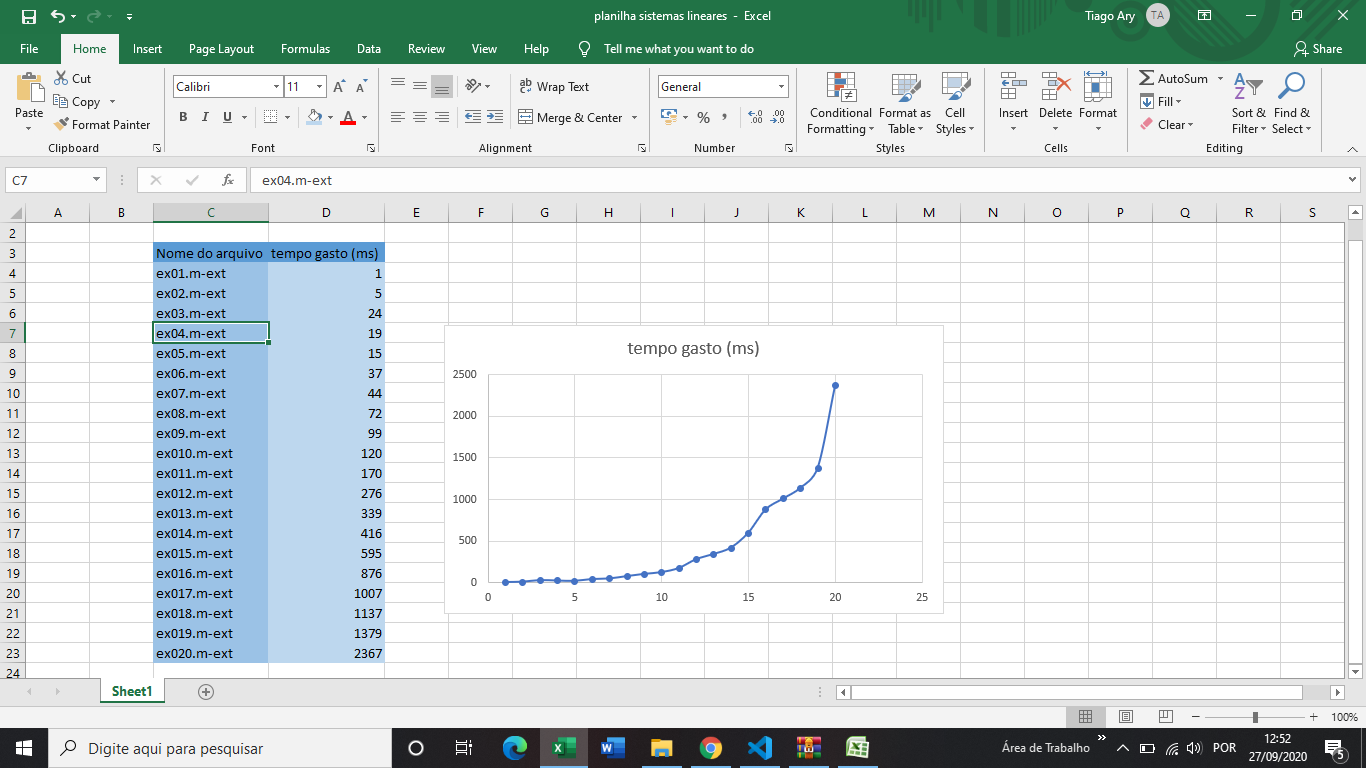 planilha sistemas lineares - Excel
Tiago Ary TA
File Home Insert Page Layout Formulas Data Review View Help Tell me what you want to do Share
Paste
Cut
Copy
Format Painter
Clipboard
Calibri 11
B I U A
Font
Wrap Text
Merge & Center
Alignment
General
%
Number
Conditional Formatting
Format as Table
Cell Styles
Styles
Insert Delete Format
Cells
AutoSum
Fill
Clear
Sort & Filter
Find & Select
Editing
C7 fx ex04.m-ext
A B C D E F G H I J K L M N O P Q R S
2
3 Nome do arquivo tempo gasto (ms)
4 ex01.m-ext 1
5 ex02.m-ext 5
6 ex03.m-ext 24
7 ex04.m-ext 19
8 ex05.m-ext 15
9 ex06.m-ext 37
10 ex07.m-ext 44
11 ex08.m-ext 72
12 ex09.m-ext 99
13 ex010.m-ext 120
14 ex011.m-ext 170
15 ex012.m-ext 276
16 ex013.m-ext 339
17 ex014.m-ext 416
18 ex015.m-ext 595
19 ex016.m-ext 876
20 ex017.m-ext 1007
21 ex018.m-ext 1137
22 ex019.m-ext 1379
23 ex020.m-ext 2367
24
tempo gasto (ms)
2500
2000
1500
1000
500
0
0 5 10 15 20 25
Sheet1
100%
Digite aqui para pesquisar
Área de Trabalho
POR
12:52
27/09/2020
5